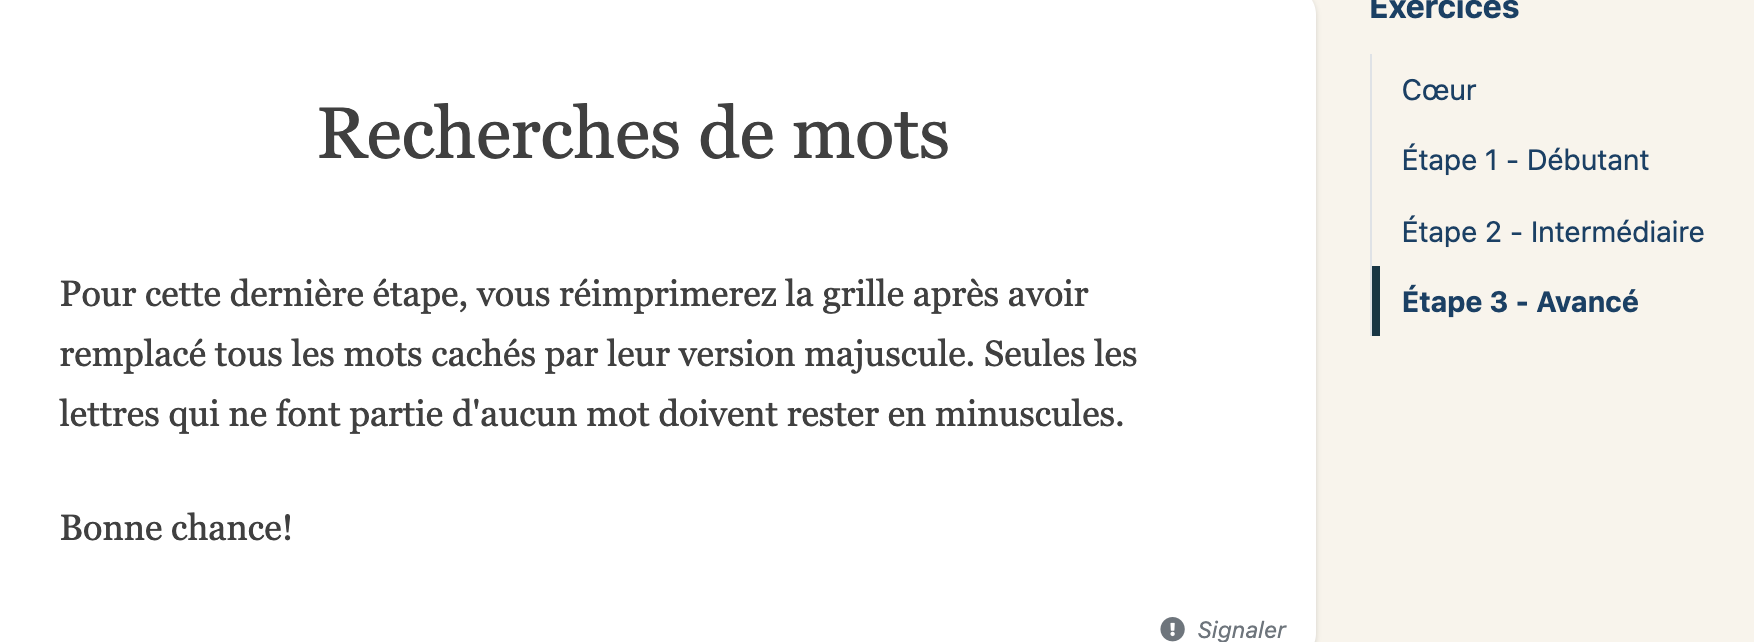 Recherches de mots
Pour cette dernière étape, vous réimprimerez la grille après avoir
remplacé tous les mots cachés par leur version majuscule. Seules les
lettres qui ne font partie d'aucun mot doivent rester en minuscules.
Bonne chance!
Signaler
Exercices
Cœur
Étape 1 - Débutant
Étape 2 - Intermédiaire
Étape 3 - Avancé